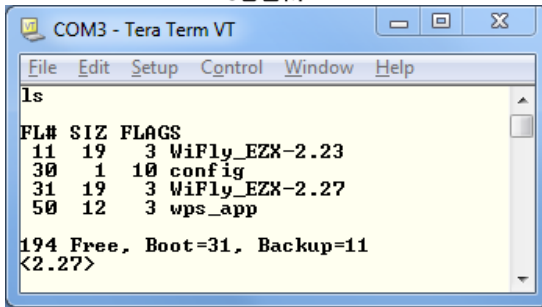 COM3 - Tera Term VT
File Edit Setup Control Window Help
ls
FL# SIZ FLAGS
11 19 3 WiFly_EZX-2.23
30 1 10 config
31 19 3 WiFly_EZX-2.27
50 12 3 wps_app
194 Free, Boot=31, Backup=11
<2.27>